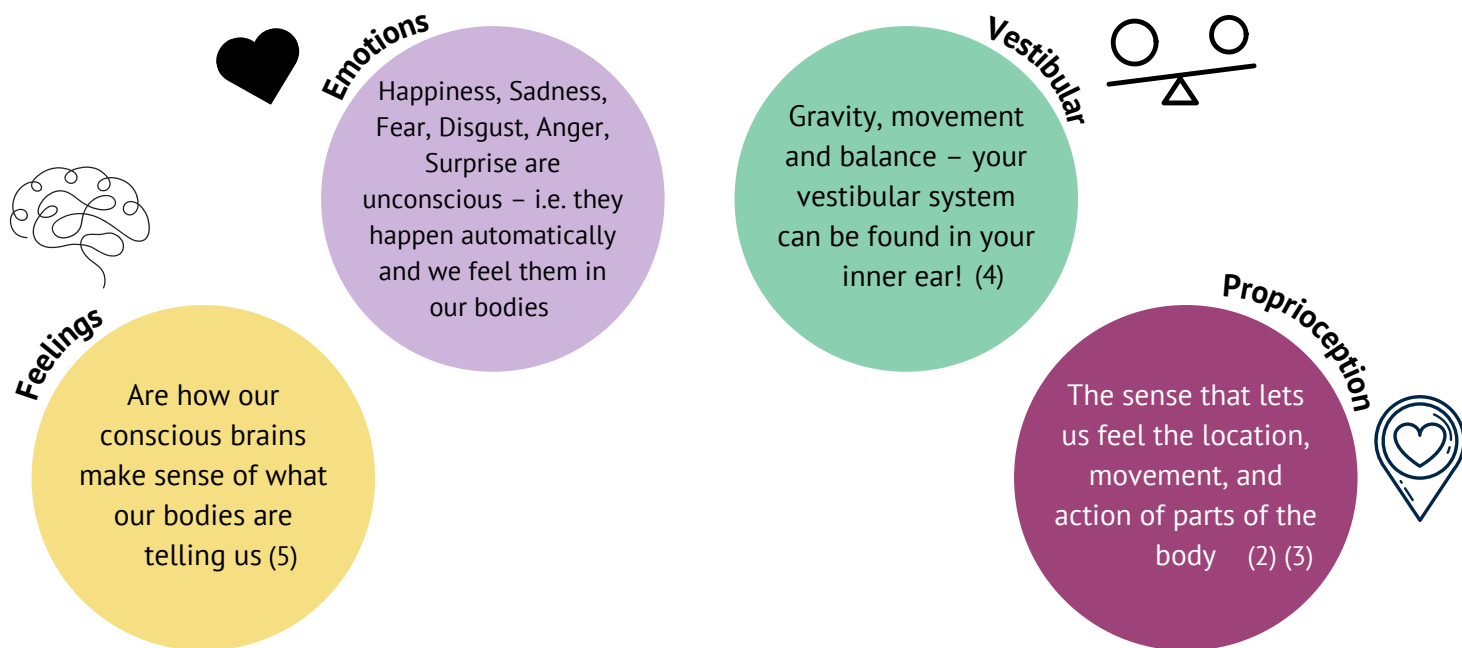 Emotions
Happiness, Sadness,
Fear, Disgust, Anger,
Surprise are
unconscious – i.e. they
happen automatically
and we feel them in
our bodies
Vestibular
Gravity, movement
and balance – your
vestibular system
can be found in your
inner ear! (4)
Feelings
Are how our
conscious brains
make sense of what
our bodies are
telling us (5)
Proprioception
The sense that lets
us feel the location,
movement, and
action of parts of the
body (2) (3)